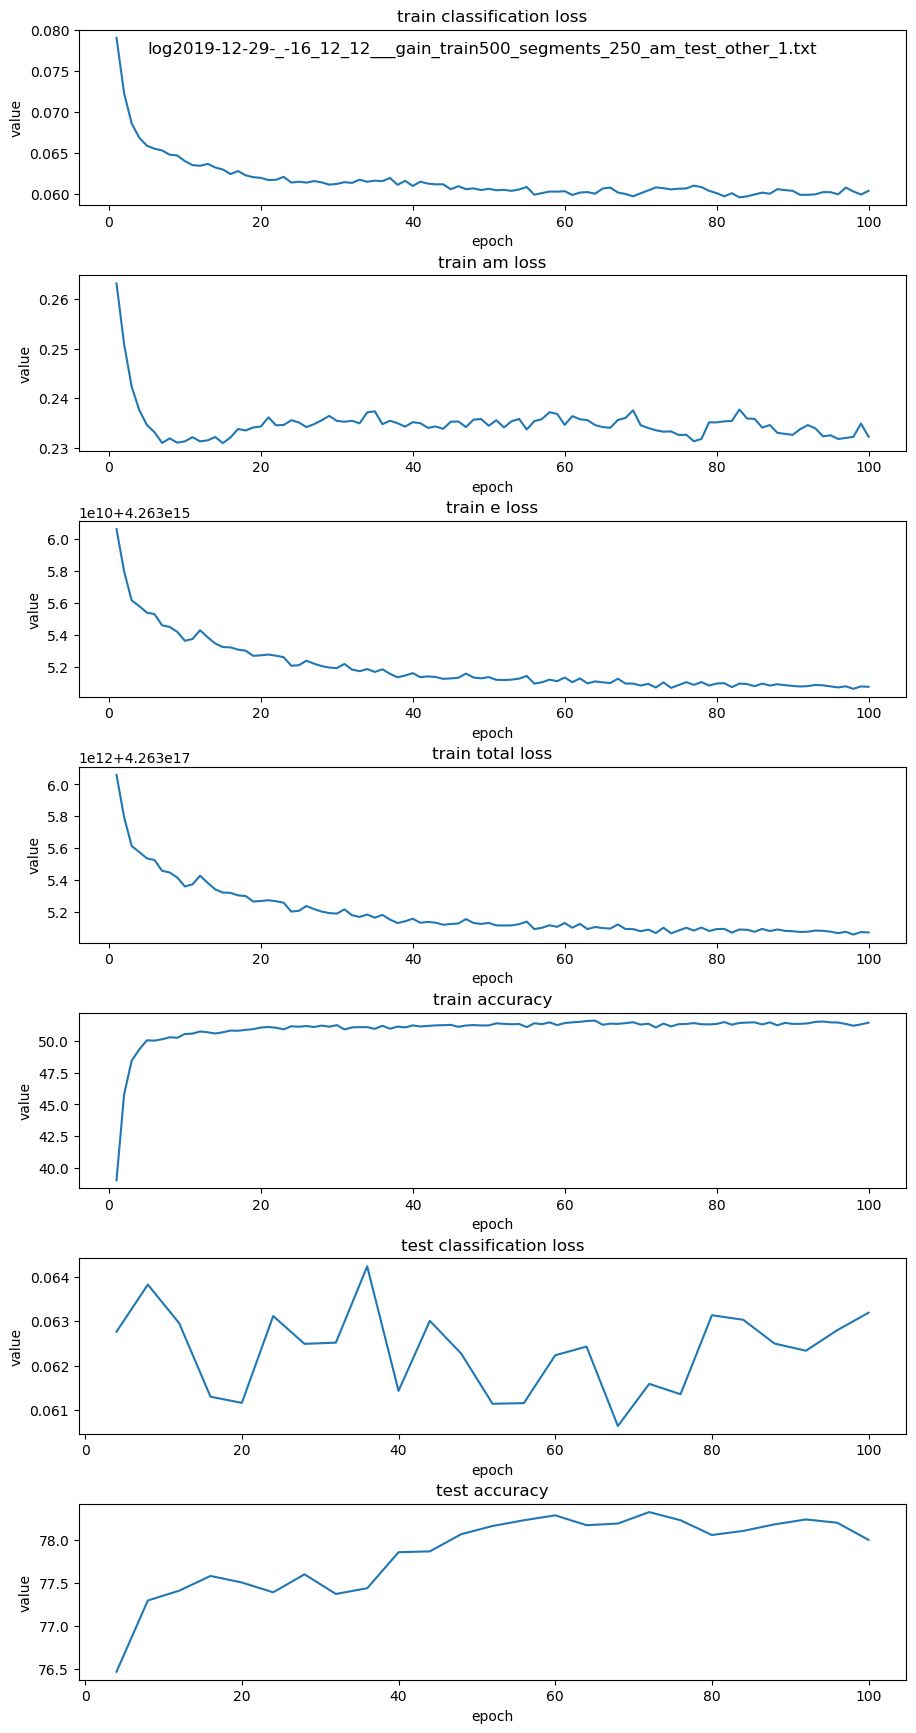 train classification loss
log2019-12-29-_-16_12_12___gain_train500_segments_250_am_test_other_1.txt
0.080
0.075
0.070
0.065
0.060
value
0 20 40 60 80 100
epoch
train am loss
0.26
0.25
0.24
0.23
value
0 20 40 60 80 100
epoch
train e loss
1e10+4.263e15
6.0
5.8
5.6
5.4
5.2
value
0 20 40 60 80 100
epoch
train total loss
1e12+4.263e17
6.0
5.8
5.6
5.4
5.2
value
0 20 40 60 80 100
epoch
train accuracy
50.0
47.5
45.0
42.5
40.0
value
0 20 40 60 80 100
epoch
test classification loss
0.064
0.063
0.062
0.061
value
0 20 40 60 80 100
epoch
test accuracy
78.0
77.5
77.0
76.5
value
0 20 40 60 80 100
epoch